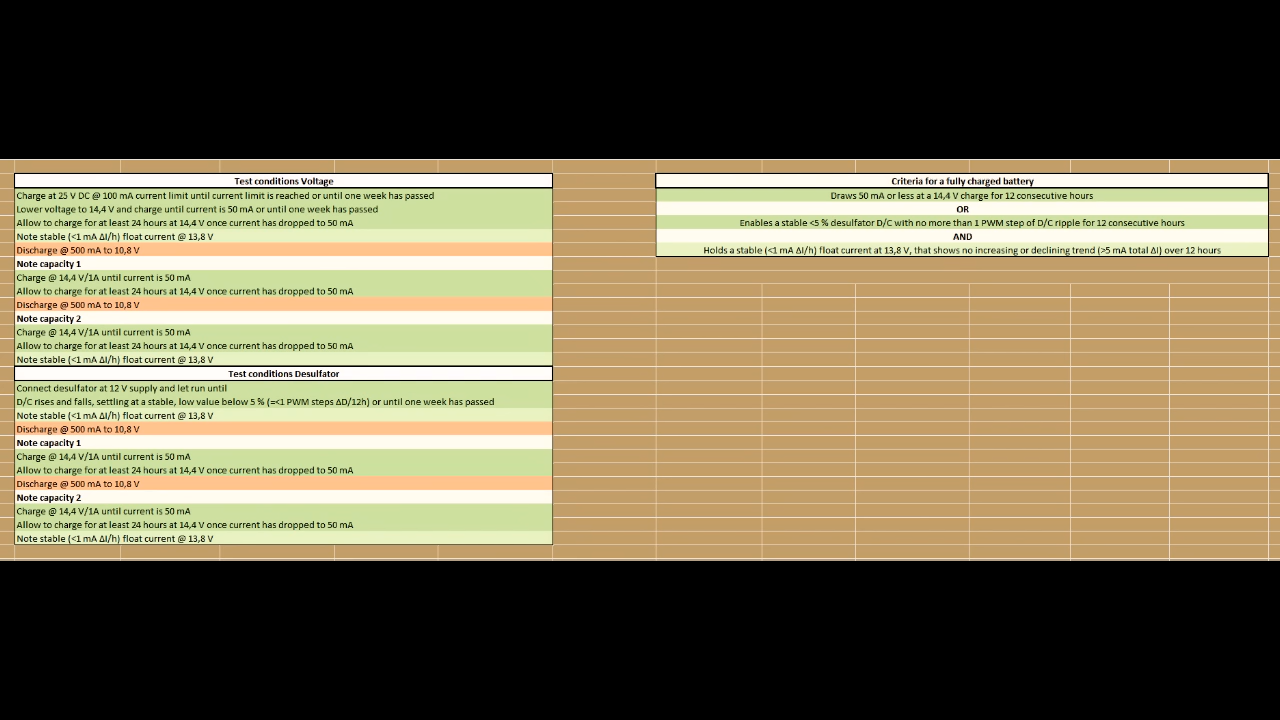 Test conditions Voltage
Charge at 25 V DC @ 100 mA current limit until current limit is reached or until one week has passed
Lower voltage to 14,4 V and charge until current is 50 mA or until one week has passed
Allow to charge for at least 24 hours at 14,4 V once current has dropped to 50 mA
Note stable (<1 mA ΔI/h) float current @ 13,8 V
Discharge @ 500 mA to 10,8 V
Note capacity 1
Charge @ 14,4 V/1A until current is 50 mA
Allow to charge for at least 24 hours at 14,4 V once current has dropped to 50 mA
Discharge @ 500 mA to 10,8 V
Note capacity 2
Charge @ 14,4 V/1A until current is 50 mA
Allow to charge for at least 24 hours at 14,4 V once current has dropped to 50 mA
Note stable (<1 mA ΔI/h) float current @ 13,8 V
Test conditions Desulfator
Connect desulfator at 12 V supply and let run until
D/C rises and falls, settling at a stable, low value below 5 % (=<1 PWM steps ΔD/12h) or until one week has passed
Note stable (<1 mA ΔI/h) float current @ 13,8 V
Discharge @ 500 mA to 10,8 V
Note capacity 1
Charge @ 14,4 V/1A until current is 50 mA
Allow to charge for at least 24 hours at 14,4 V once current has dropped to 50 mA
Discharge @ 500 mA to 10,8 V
Note capacity 2
Charge @ 14,4 V/1A until current is 50 mA
Allow to charge for at least 24 hours at 14,4 V once current has dropped to 50 mA
Note stable (<1 mA ΔI/h) float current @ 13,8 V
Criteria for a fully charged battery
Draws 50 mA or less at a 14,4 V charge for 12 consecutive hours
OR
Enables a stable <5 % desulfator D/C with no more than 1 PWM step of D/C ripple for 12 consecutive hours
AND
Holds a stable (<1 mA ΔI/h) float current at 13,8 V, that shows no increasing or declining trend (>5 mA total ΔI) over 12 hours